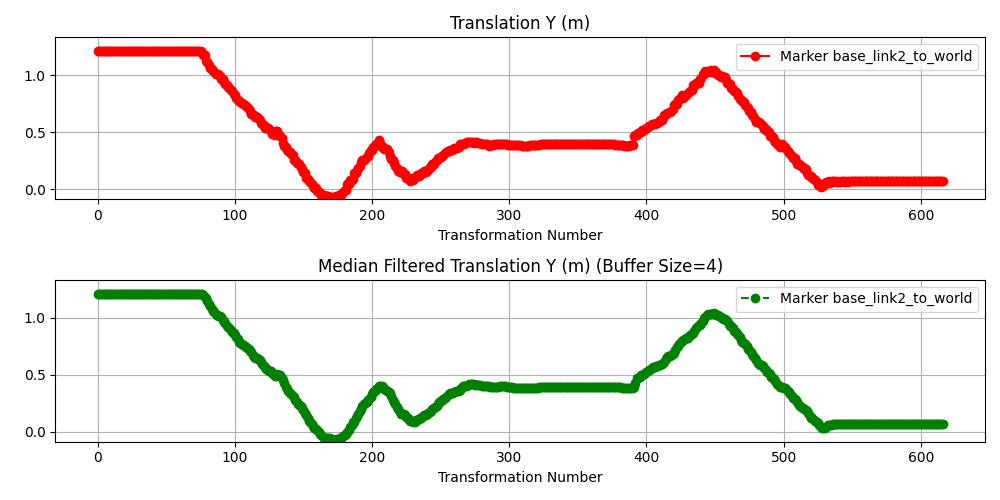 Translation Y (m)
1.0
0.5
0.0
Marker base_link2_to_world
0 100 200 300 400 500 600
Transformation Number
Median Filtered Translation Y (m) (Buffer Size=4)
1.0
0.5
0.0
Marker base_link2_to_world
0 100 200 300 400 500 600
Transformation Number